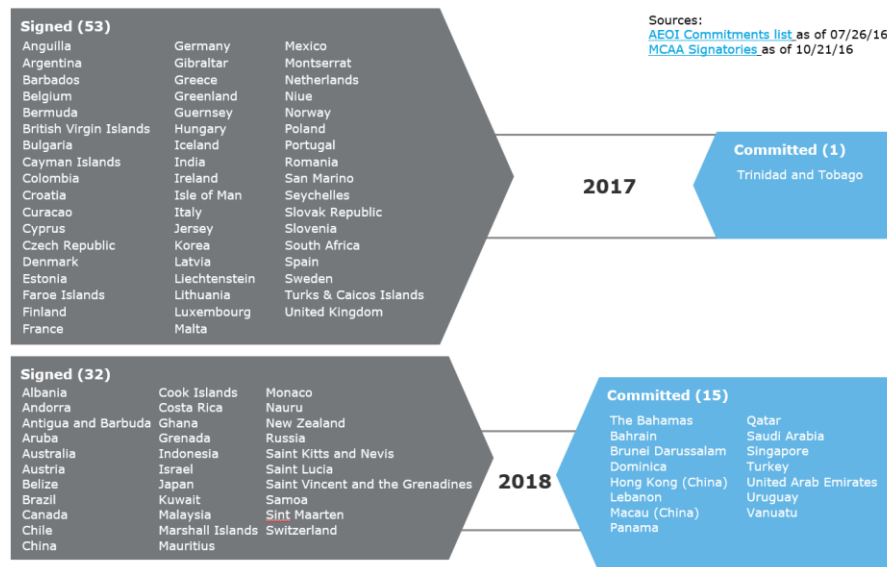 Signed (53)
Anguilla
Argentina
Barbados
Belgium
Bermuda
British Virgin Islands
Bulgaria
Cayman Islands
Colombia
Croatia
Curacao
Cyprus
Czech Republic
Denmark
Estonia
Faroe Islands
Finland
France
Germany
Gibraltar
Greece
Greenland
Guernsey
Hungary
Iceland
India
Ireland
Isle of Man
Italy
Jersey
Korea
Latvia
Liechtenstein
Lithuania
Luxembourg
Malta
Mexico
Montserrat
Netherlands
Niue
Norway
Poland
Portugal
Romania
San Marino
Seychelles
Slovak Republic
Slovenia
South Africa
Spain
Sweden
Turks & Caicos Islands
United Kingdom
Sources:
AEOI Commitments list as of 07/26/16
MCAA Signatories as of 10/21/16
2017
Committed (1)
Trinidad and Tobago
Signed (32)
Albania
Andorra
Antigua and Barbuda
Aruba
Australia
Austria
Belize
Brazil
Canada
Chile
China
Cook Islands
Costa Rica
Ghana
Grenada
Indonesia
Israel
Japan
Kuwait
Malaysia
Marshall Islands
Mauritius
Monaco
Nauru
New Zealand
Russia
Saint Kitts and Nevis
Saint Lucia
Saint Vincent and the Grenadines
Samoa
Sint Maarten
Switzerland
2018
Committed (15)
The Bahamas
Bahrain
Brunei Darussalam
Dominica
Hong Kong (China)
Lebanon
Macau (China)
Panama
Qatar
Saudi Arabia
Singapore
Turkey
United Arab Emirates
Uruguay
Vanuatu